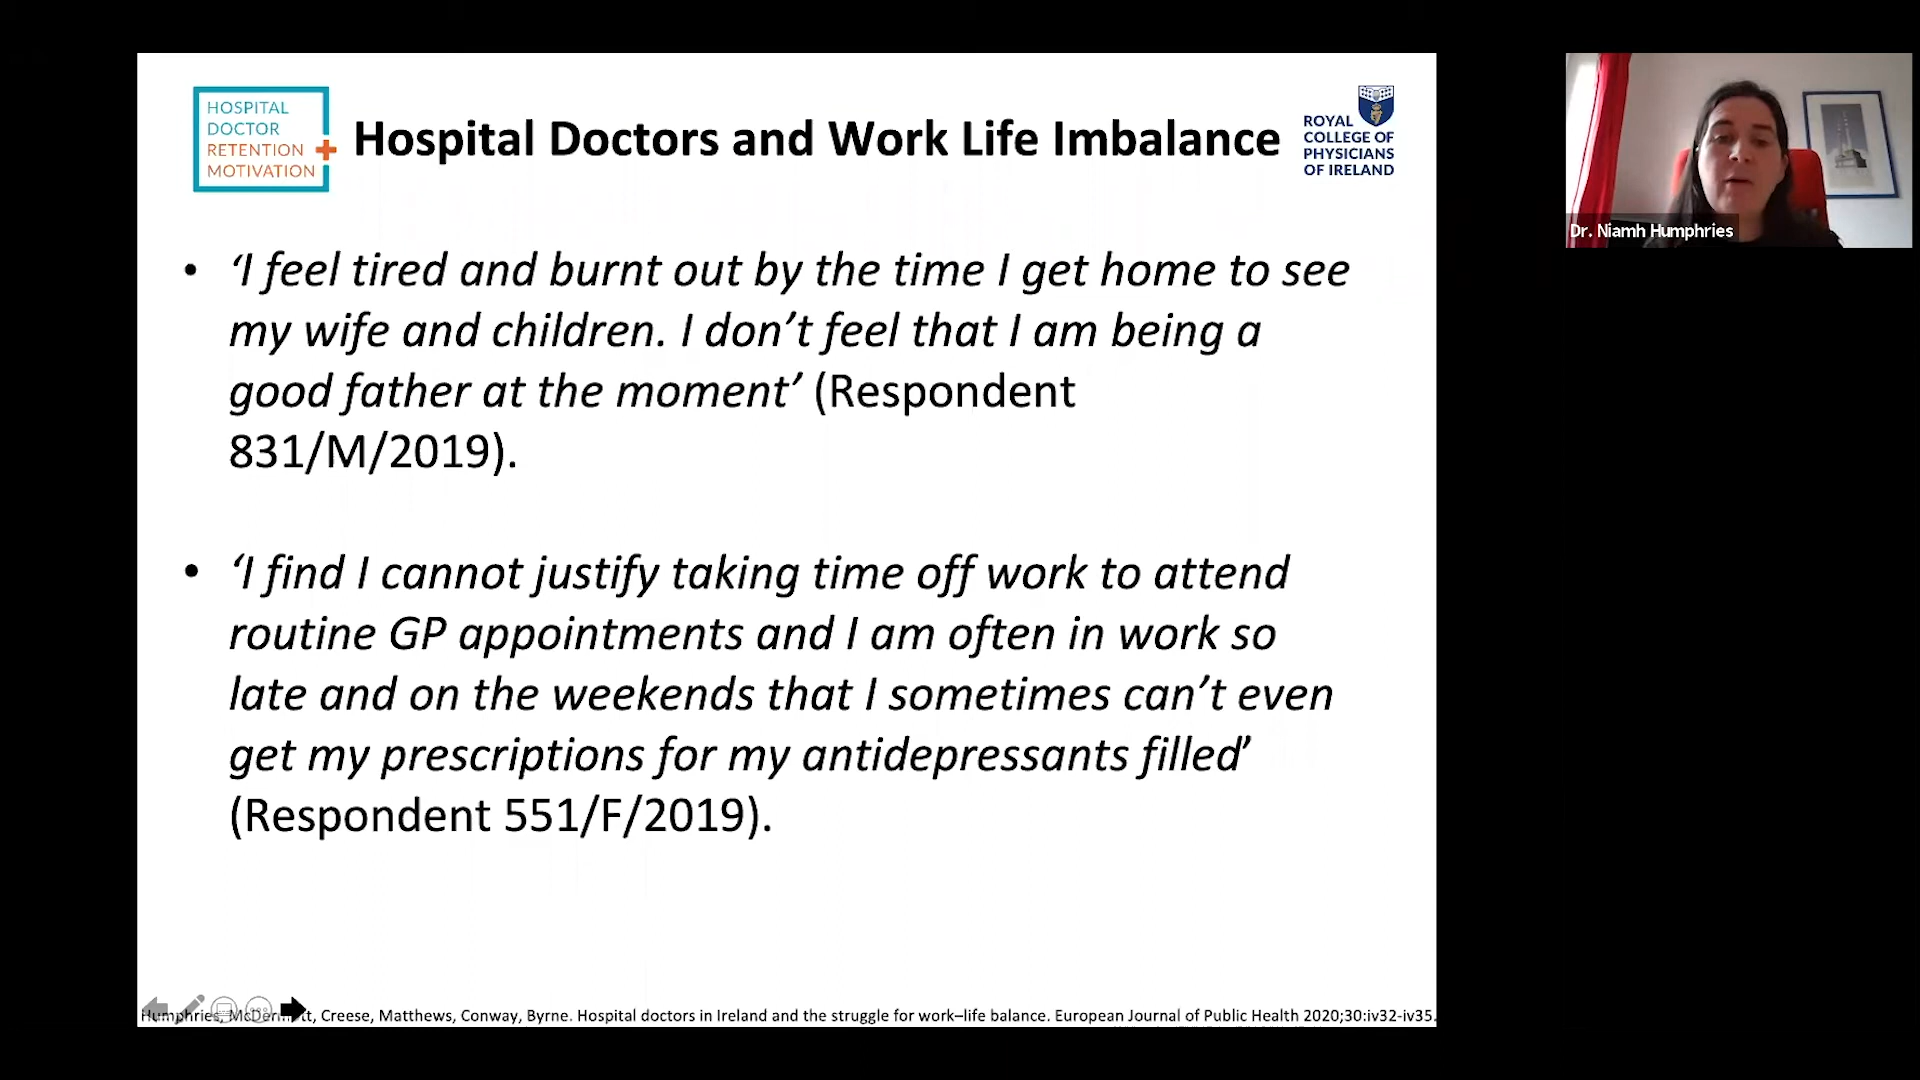 HOSPITAL
DOCTOR
RETENTION +
MOTIVATION
Hospital Doctors and Work Life Imbalance
ROYAL
COLLEGE OF
PHYSICIANS
OF IRELAND
Dr. Niamh Humphries
• ‘I feel tired and burnt out by the time I get home to see
my wife and children. I don’t feel that I am being a
good father at the moment’ (Respondent
831/M/2019).
• ‘I find I cannot justify taking time off work to attend
routine GP appointments and I am often in work so
late and on the weekends that I sometimes can’t even
get my prescriptions for my antidepressants filled’
(Respondent 551/F/2019).
Humphries, McDermott, Creese, Matthews, Conway, Byrne. Hospital doctors in Ireland and the struggle for work–life balance. European Journal of Public Health 2020;30:iv32-iv35.